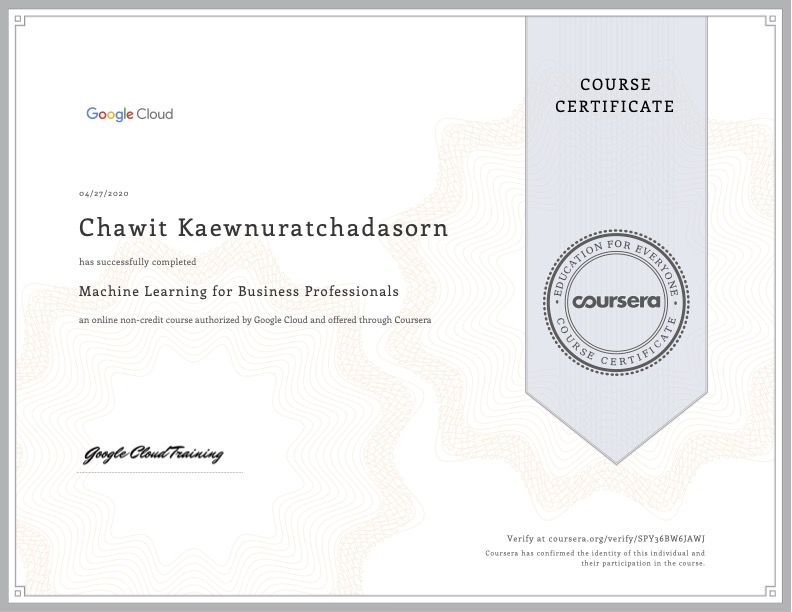 COURSE
CERTIFICATE
Google Cloud
04/27/2020
Chawit Kaewnuratchadasorn
has successfully completed
Machine Learning for Business Professionals
an online non-credit course authorized by Google Cloud and offered through Coursera
EDUCATION FOR EVERYONE
coursera
COURSE CERTIFICATE
Google Cloud Training
Verify at coursera.org/verify/SPY36BW6JAWJ
Coursera has confirmed the identity of this individual and
their participation in the course.